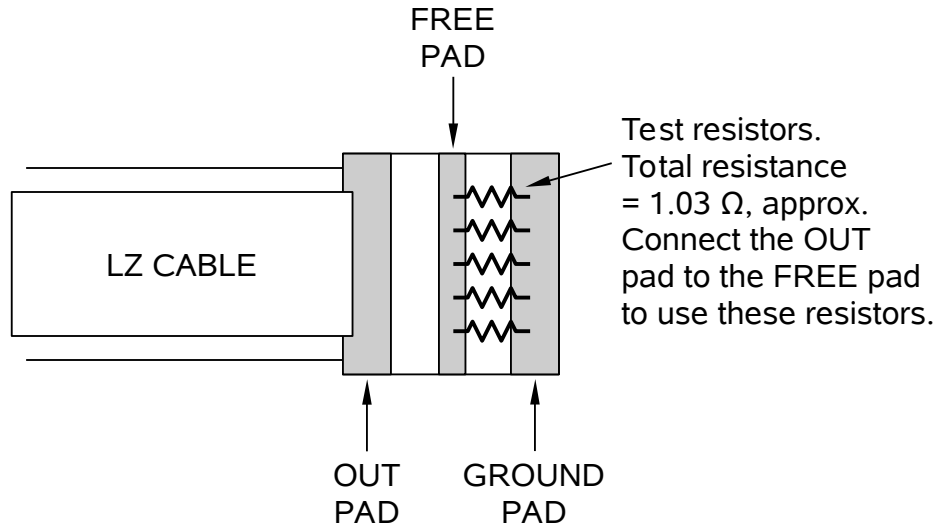 FREE
PAD
Test resistors.
Total resistance
= 1.03 Ω, approx.
Connect the OUT
pad to the FREE pad
to use these resistors.
LZ CABLE
OUT
PAD
GROUND
PAD